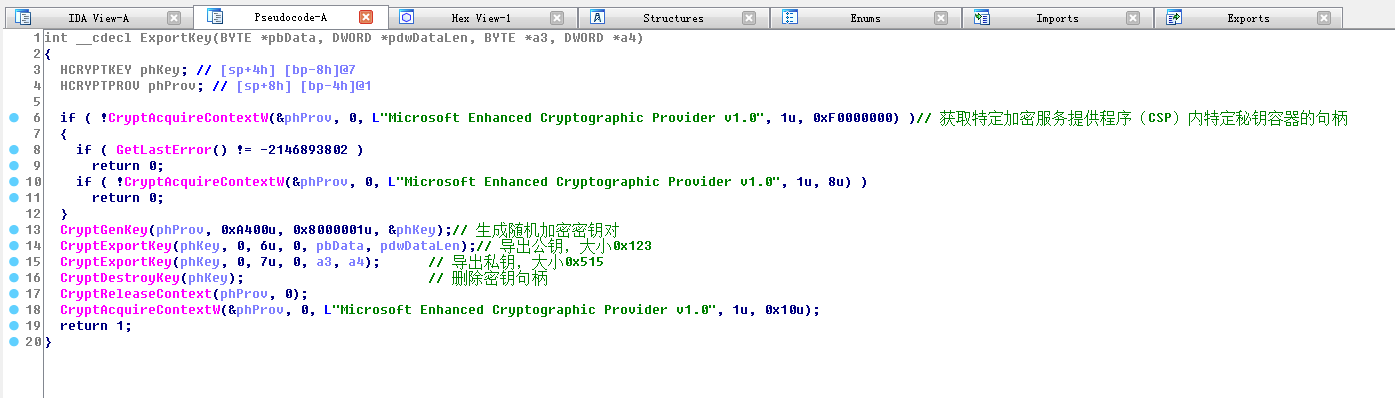 IDA View-A Pseudocode-A Hex View-1 Structures Enums Imports Exports
1 int __cdecl ExportKey(BYTE *pbData, DWORD *pdwDataLen, BYTE *a3, DWORD *a4)
2 {
3 HCRYPTKEY phKey; // [sp+4h] [bp-8h]@7
4 HCRYPTPROV phProv; // [sp+8h] [bp-4h]@1
5
6 if ( !CryptAcquireContextW(&phProv, 0, L"Microsoft Enhanced Cryptographic Provider v1.0", 1u, 0xF0000000) )// 获取特定加密服务提供程序（CSP）内特定秘钥容器的句柄
7 {
8 if ( GetLastError() != -2146893802 )
9 return 0;
10 if ( !CryptAcquireContextW(&phProv, 0, L"Microsoft Enhanced Cryptographic Provider v1.0", 1u, 8u) )
11 return 0;
12 }
13 CryptGenKey(phProv, 0xA400u, 0x8000001u, &phKey);// 生成随机加密密钥对
14 CryptExportKey(phKey, 0, 6u, 0, pbData, pdwDataLen);// 导出公钥，大小0x123
15 CryptExportKey(phKey, 0, 7u, 0, a3, a4); // 导出私钥，大小0x515
16 CryptDestroyKey(phKey); // 删除密钥句柄
17 CryptReleaseContext(phProv, 0);
18 CryptAcquireContextW(&phProv, 0, L"Microsoft Enhanced Cryptographic Provider v1.0", 1u, 0x10u);
19 return 1;
20 }